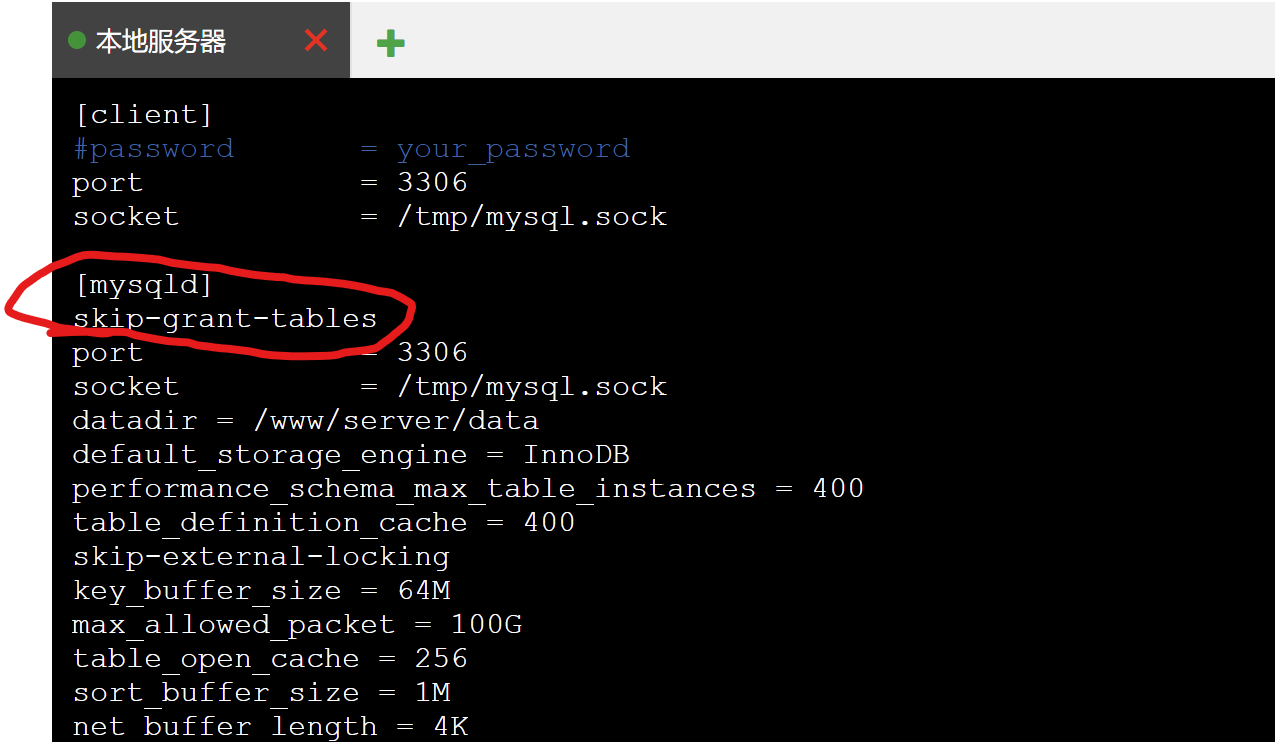 本地服务器
[client]
#password = your_password
port = 3306
socket = /tmp/mysql.sock
[mysqld]
skip-grant-tables
port = 3306
socket = /tmp/mysql.sock
datadir = /www/server/data
default_storage_engine = InnoDB
performance_schema_max_table_instances = 400
table_definition_cache = 400
skip-external-locking
key_buffer_size = 64M
max_allowed_packet = 100G
table_open_cache = 256
sort_buffer_size = 1M
net_buffer_length = 4K